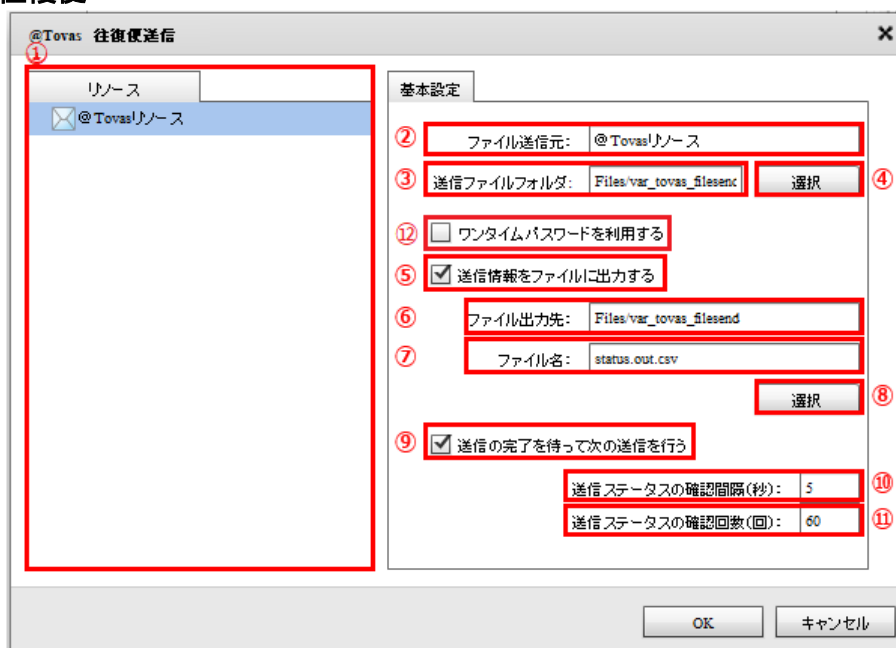 @Tovas 往復便送信
×
①
リソース
@Tovasリソース
基本設定
② ファイル送信元: @Tovasリソース
③ 送信ファイルフォルダ: Files/var_tovas_filesend 選択 ④
⑫ ワンタイムパスワードを利用する
⑤ 送信情報をファイルに出力する
⑥ ファイル出力先: Files/var_tovas_filesend
⑦ ファイル名: status.out.csv
選択 ⑧
⑨ 送信の完了を待って次の送信を行う
送信ステータスの確認間隔(秒): 5 ⑩
送信ステータスの確認回数(回): 60 ⑪
OK キャンセル